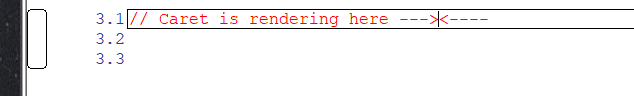 3.1// Caret is rendering here ---><----
3.2
3.3